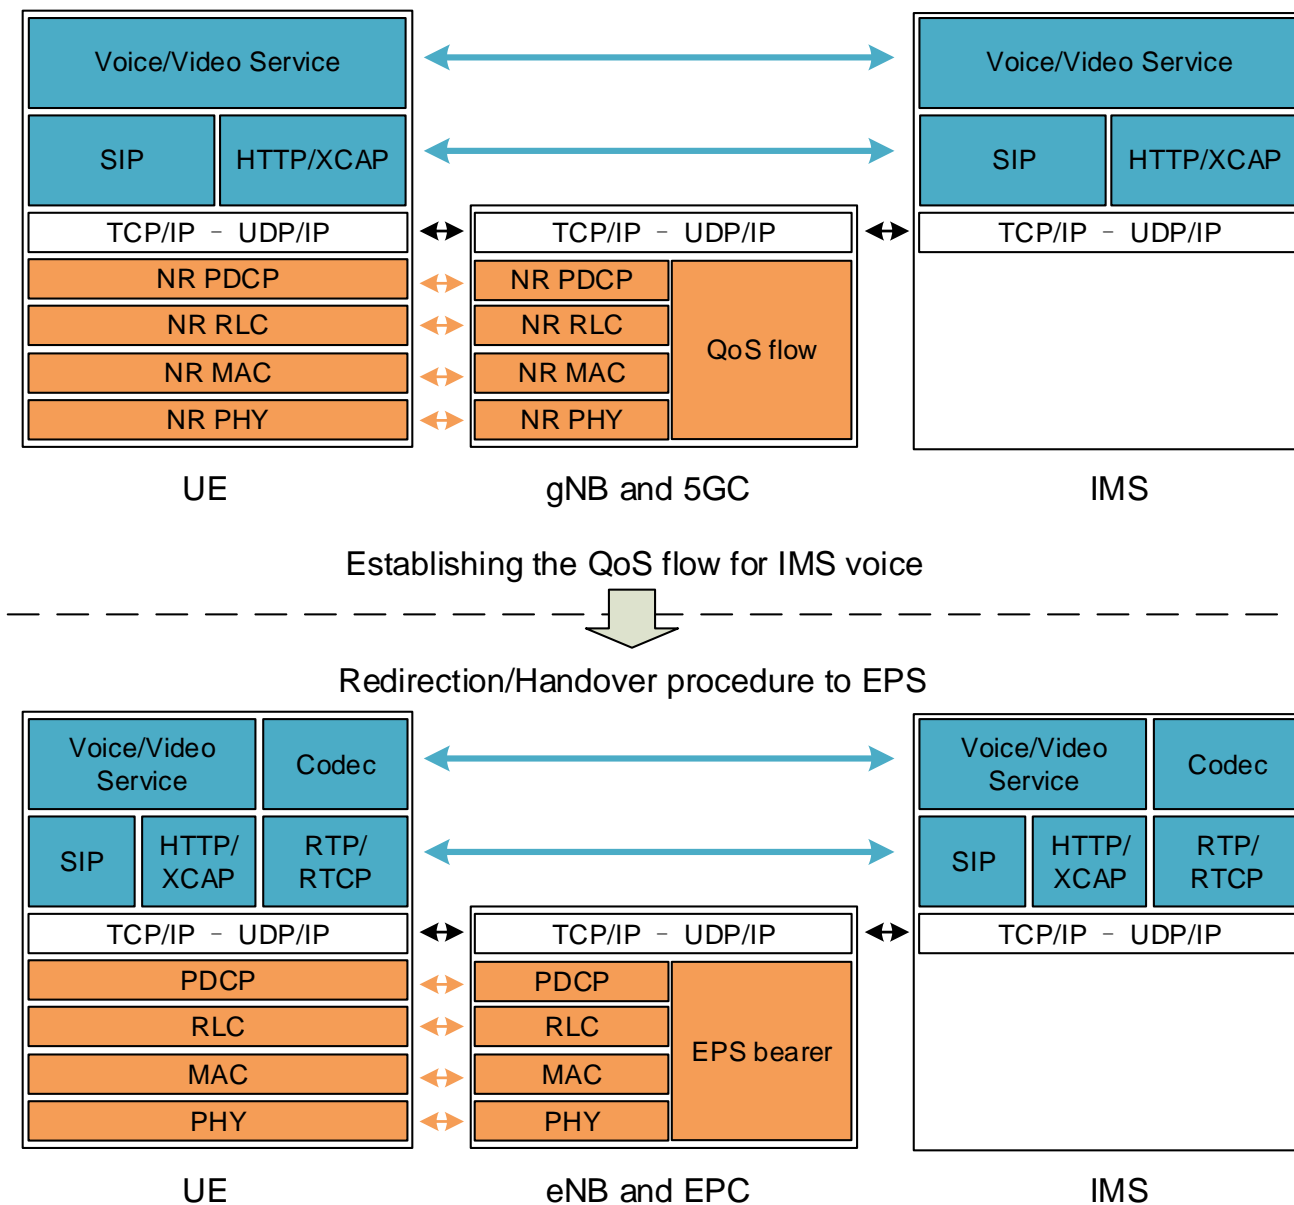 Voice/Video Service
Voice/Video Service
SIP
HTTP/XCAP
SIP
HTTP/XCAP
TCP/IP - UDP/IP
TCP/IP - UDP/IP
TCP/IP - UDP/IP
NR PDCP
NR PDCP
NR RLC
NR RLC
QoS flow
NR MAC
NR MAC
NR PHY
NR PHY
UE
gNB and 5GC
IMS
Establishing the QoS flow for IMS voice
Redirection/Handover procedure to EPS
Voice/Video
Service
Codec
Voice/Video
Service
Codec
SIP
HTTP/
XCAP
RTP/
RTCP
SIP
HTTP/
XCAP
RTP/
RTCP
TCP/IP - UDP/IP
TCP/IP - UDP/IP
TCP/IP - UDP/IP
PDCP
PDCP
RLC
RLC
EPS bearer
MAC
MAC
PHY
PHY
UE
eNB and EPC
IMS